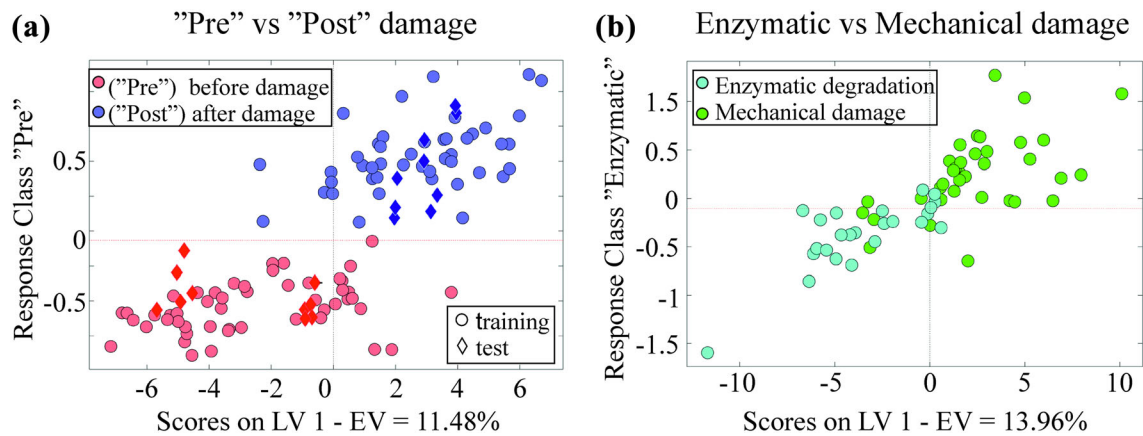 (a) ”Pre” vs ”Post” damage
(”Pre”) before damage
(”Post”) after damage
Response Class ”Pre”
0.5
0
-0.5
training
test
-6 -4 -2 0 2 4 6
Scores on LV 1 - EV = 11.48%
(b) Enzymatic vs Mechanical damage
Enzymatic degradation
Mechanical damage
Response Class ”Enzymatic”
1.5
0.5
0
-0.5
-1
-1.5
-10 -5 0 5 10
Scores on LV 1 - EV = 13.96%